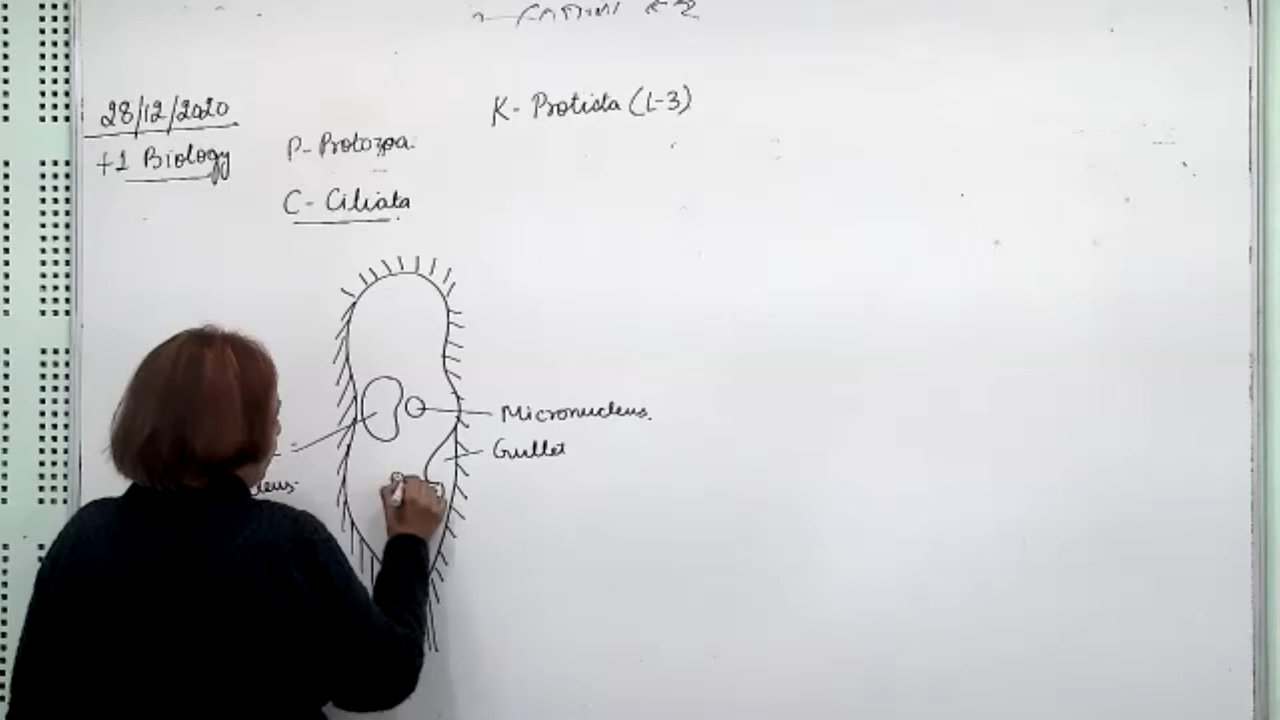 K- Protista (L-3)
28/12/2020
+1 Biology
P- Protozoa.
C- Ciliata
Micronucleus.
Gullet